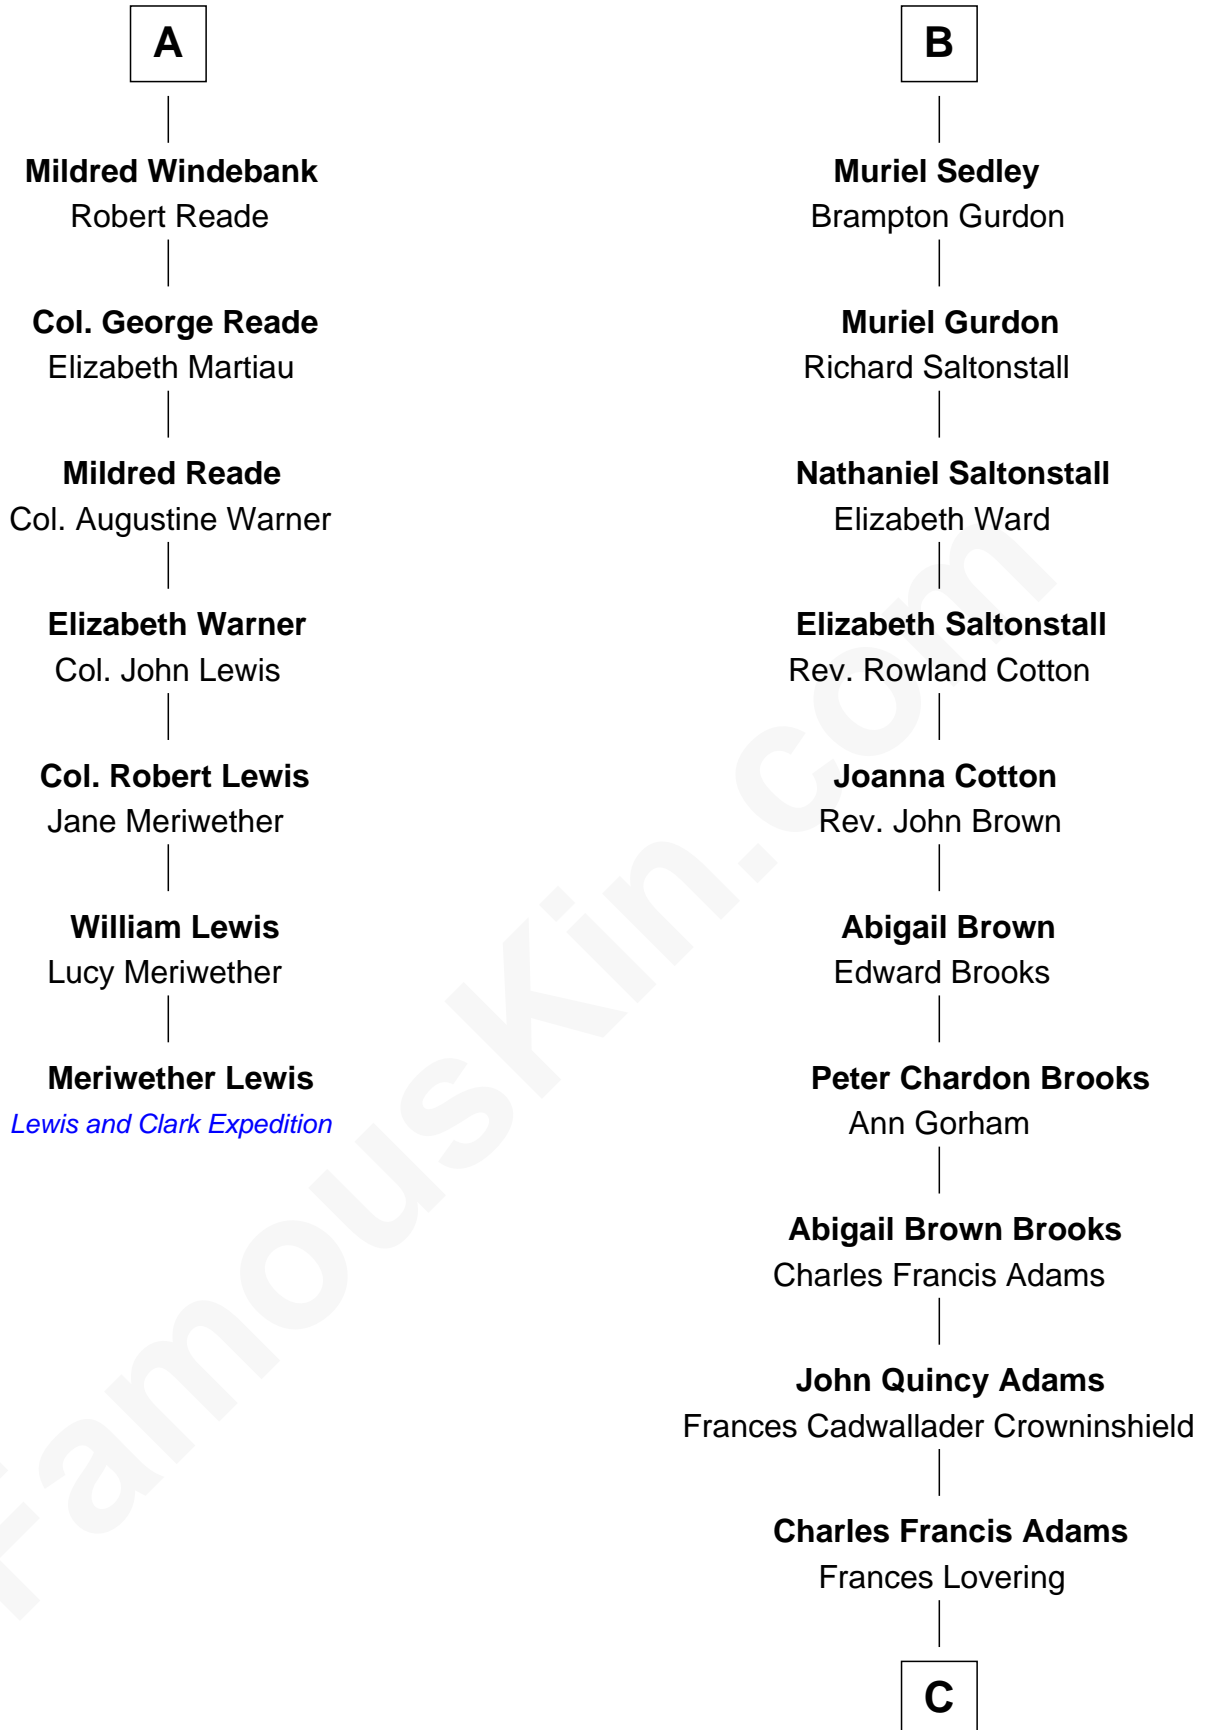 A
Mildred Windebank
Robert Reade
Col. George Reade
Elizabeth Martiau
Mildred Reade
Col. Augustine Warner
Elizabeth Warner
Col. John Lewis
Col. Robert Lewis
Jane Meriwether
William Lewis
Lucy Meriwether
Meriwether Lewis
Lewis and Clark Expedition
B
Muriel Sedley
Brampton Gurdon
Muriel Gurdon
Richard Saltonstall
Nathaniel Saltonstall
Elizabeth Ward
Elizabeth Saltonstall
Rev. Rowland Cotton
Joanna Cotton
Rev. John Brown
Abigail Brown
Edward Brooks
Peter Chardon Brooks
Ann Gorham
Abigail Brown Brooks
Charles Francis Adams
John Quincy Adams
Frances Cadwallader Crowninshield
Charles Francis Adams
Frances Lovering
C
FamousKin.com